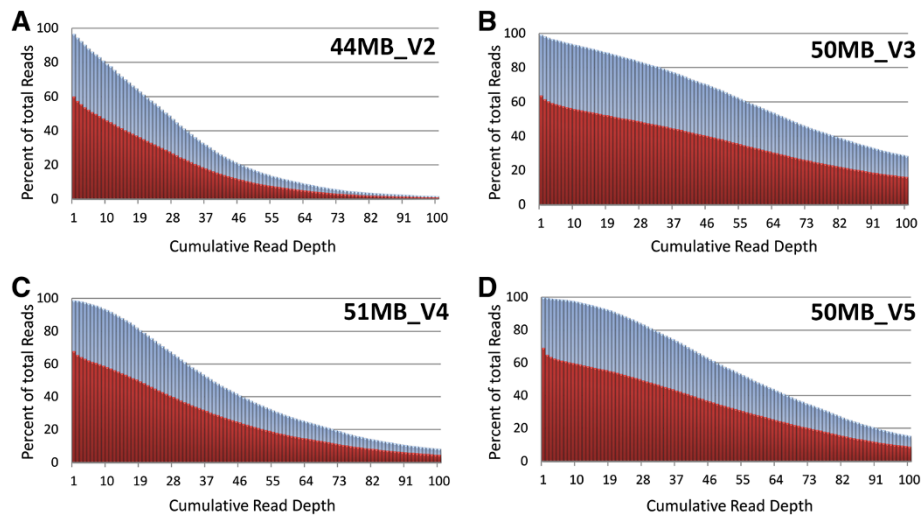 A
44MB_V2
Percent of total Reads
100
80
60
40
20
0
1 10 19 28 37 46 55 64 73 82 91 100
Cumulative Read Depth
B
50MB_V3
Percent of total Reads
100
80
60
40
20
0
1 10 19 28 37 46 55 64 73 82 91 100
Cumulative Read Depth
C
51MB_V4
Percent of total Reads
100
80
60
40
20
0
1 10 19 28 37 46 55 64 73 82 91 100
Cumulative Read Depth
D
50MB_V5
Percent of total Reads
100
80
60
40
20
0
1 10 19 28 37 46 55 64 73 82 91 100
Cumulative Read Depth